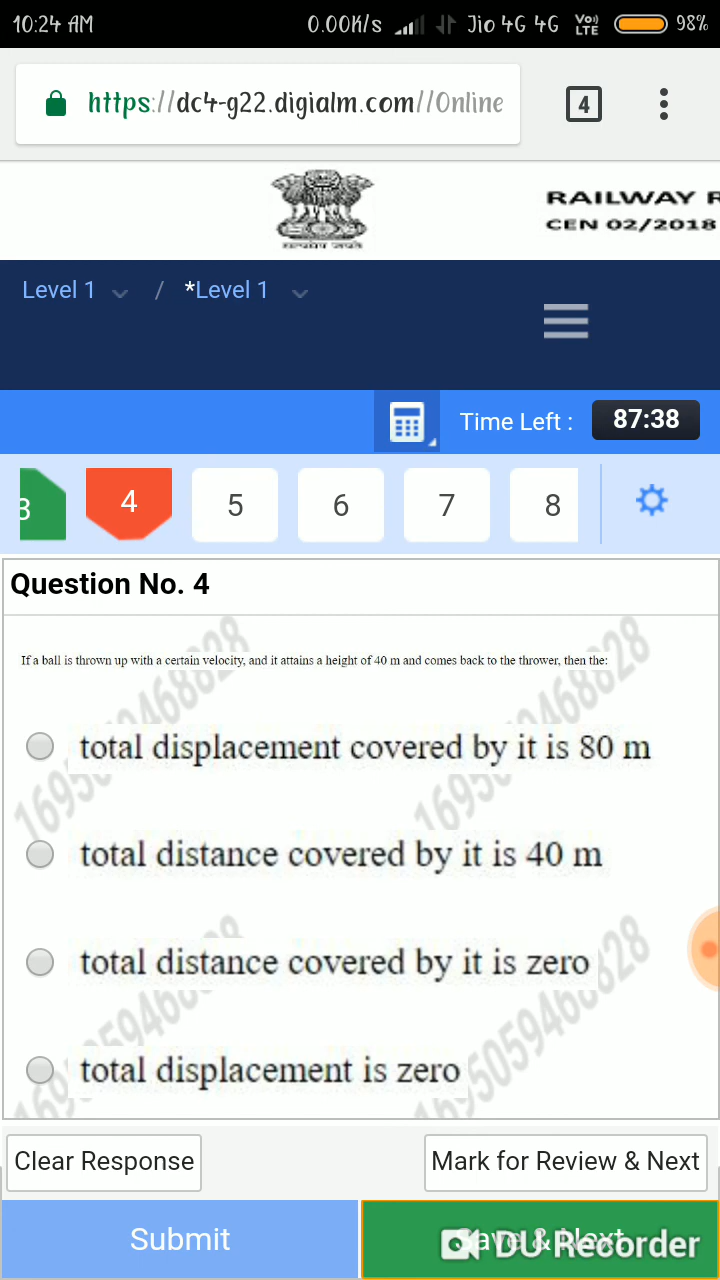 10:24 AM 0.00K/s Jio 4G 4G VoLTE 98%
https://dc4-g22.digialm.com//Online 4
RAILWAY R
CEN 02/2018
Level 1 / *Level 1
Time Left : 87:38
3 4 5 6 7 8
Question No. 4
If a ball is thrown up with a certain velocity, and it attains a height of 40 m and comes back to the thrower, then the:
total displacement covered by it is 80 m
total distance covered by it is 40 m
total distance covered by it is zero
total displacement is zero
Clear Response Mark for Review & Next
Submit Save & Next
DU Recorder